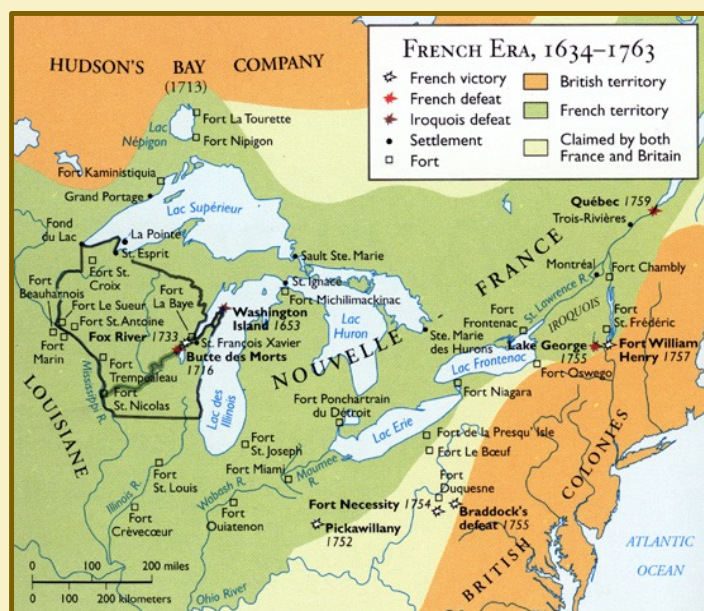 FRENCH ERA, 1634–1763
French victory
French defeat
Iroquois defeat
Settlement
Fort
British territory
French territory
Claimed by both
France and Britain
HUDSON'S BAY COMPANY
(1713)
Lac
Népigon
Fort La Tourette
Fort Nipigon
Fort Kaministiquia
Grand Portage
Lac Supérieur
Fond
du Lac
La Pointe
St. Esprit
Fort St.
Croix
Sault Ste. Marie
St. Ignace
Fort Michilimackinac
Fort
Beauharnois
Fort Le Sueur
Fort St. Antoine
Fort
La Baye
Fox River 1733
Washington
Island 1653
St. François Xavier
Butte des Morts
1716
Fort
Marin
Fort
Trempealeau
Fort
St. Nicolas
Mississippi R.
LOUISIANE
Lac des Illinois
Lac
Huron
NOUVELLE - FRANCE
Québec 1759
Trois-Rivières
Montréal
Fort Chambly
St. Lawrence R.
IROQUOIS
Fort
Frontenac
Ste. Marie
des Hurons
Lac Frontenac
Lake George
1755
Fort
St. Frédéric
Fort William
Henry 1757
Fort Oswego
Fort Niagara
Fort Ponchartrain
du Détroit
Lac Erie
Fort
St. Joseph
Fort Miami
Maumee
R.
Fort de la Presqu' Isle
Fort Le Bœuf
Fort
Duquesne
Fort
St. Louis
Illinois R.
Fort
Crèvecœur
Wabash R.
Fort
Ouiatenon
Fort Necessity 1754
Pickawillany
1752
Braddock's
defeat 1755
BRITISH COLONIES
ATLANTIC
OCEAN
Ohio River
0 100 200 miles
0 100 200 kilometers